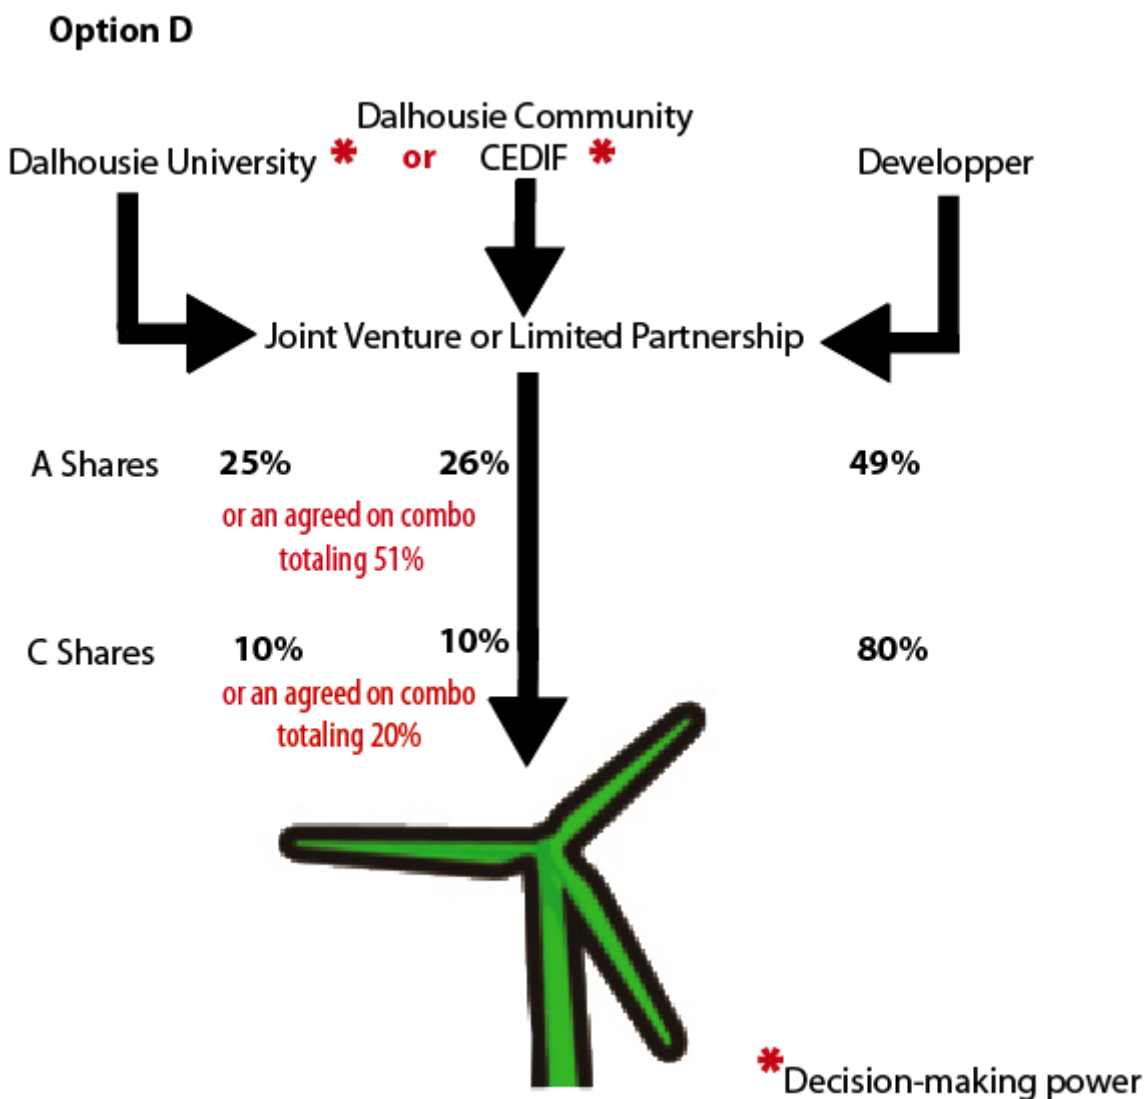 Option D
Dalhousie Community
Dalhousie University * or CEDIF *
Developper
Joint Venture or Limited Partnership
A Shares 25% 26% 49%
or an agreed on combo
totaling 51%
C Shares 10% 10% 80%
or an agreed on combo
totaling 20%
*Decision-making power